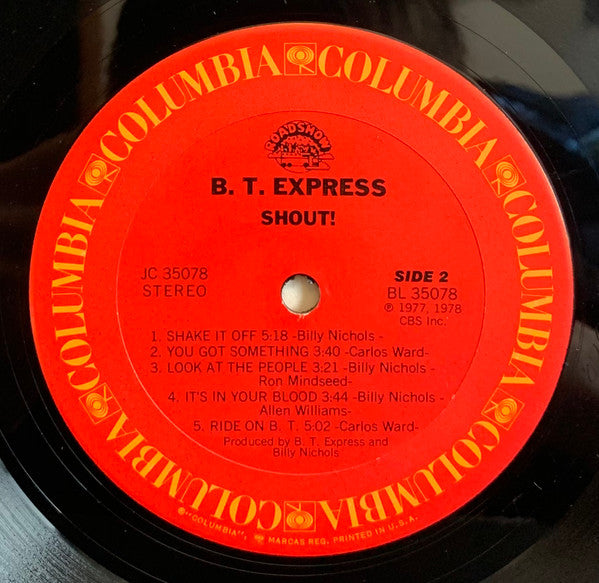 COLUMBIA COLUMBIA COLUMBIA COLUMBIA COLUMBIA COLUMBIA COLUMBIA COLUMBIA
ROADSHOW
B. T. EXPRESS
SHOUT!
JC 35078
STEREO
SIDE 2
BL 35078
℗ 1977, 1978
CBS Inc.
1. SHAKE IT OFF 5:18 -Billy Nichols -
2. YOU GOT SOMETHING 3:40 -Carlos Ward-
3. LOOK AT THE PEOPLE 3:21 -Billy Nichols -
Ron Mindseed-
4. IT'S IN YOUR BLOOD 3:44 -Billy Nichols -
Allen Williams-
5. RIDE ON B. T. 5:02 -Carlos Ward-
Produced by B. T. Express and
Billy Nichols
®"COLUMBIA", MARCAS REG. PRINTED IN U.S.A.